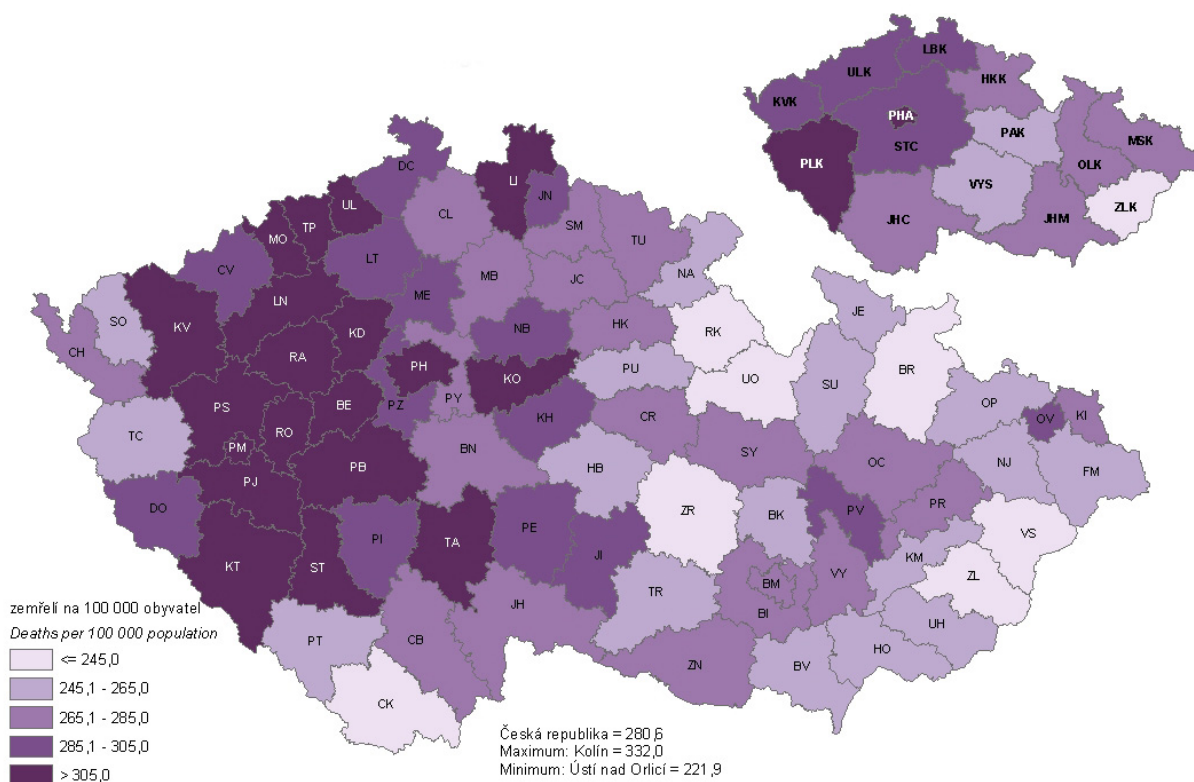 LBK
ULK
HKK
KVK
PHA
PAK
STC
MSK
PLK
OLK
VYS
ZLK
JHC
JHM
DC
LI
JN
UL
CL
TP
SM
MO
TU
LT
CV
NA
MB
JC
ME
LN
SO
KV
KD
NB
HK
JE
CH
RA
RK
PH
KO
PU
BR
UO
SU
PS
BE
PZ
PY
OP
KH
CR
OV
KI
TC
RO
PM
BN
SY
PB
HB
OC
NJ
FM
PJ
DO
PE
ZR
BK
PV
PR
VS
PI
TA
JI
KM
KT
ST
BM
VY
ZL
TR
JH
BI
PT
CB
UH
HO
ZN
BV
CK
zemřelí na 100 000 obyvatel
Deaths per 100 000 population
<= 245,0
245,1 - 265,0
265,1 - 285,0
285,1 - 305,0
> 305,0
Česká republika = 280,6
Maximum: Kolín = 332,0
Minimum: Ústí nad Orlicí = 221,9